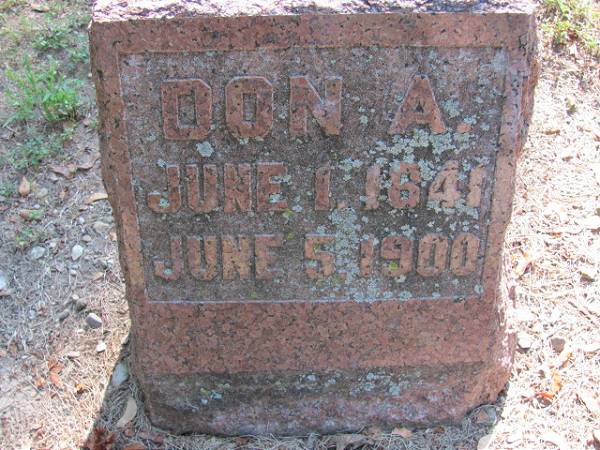 DON A.
JUNE 1, 1841
JUNE 5, 1900